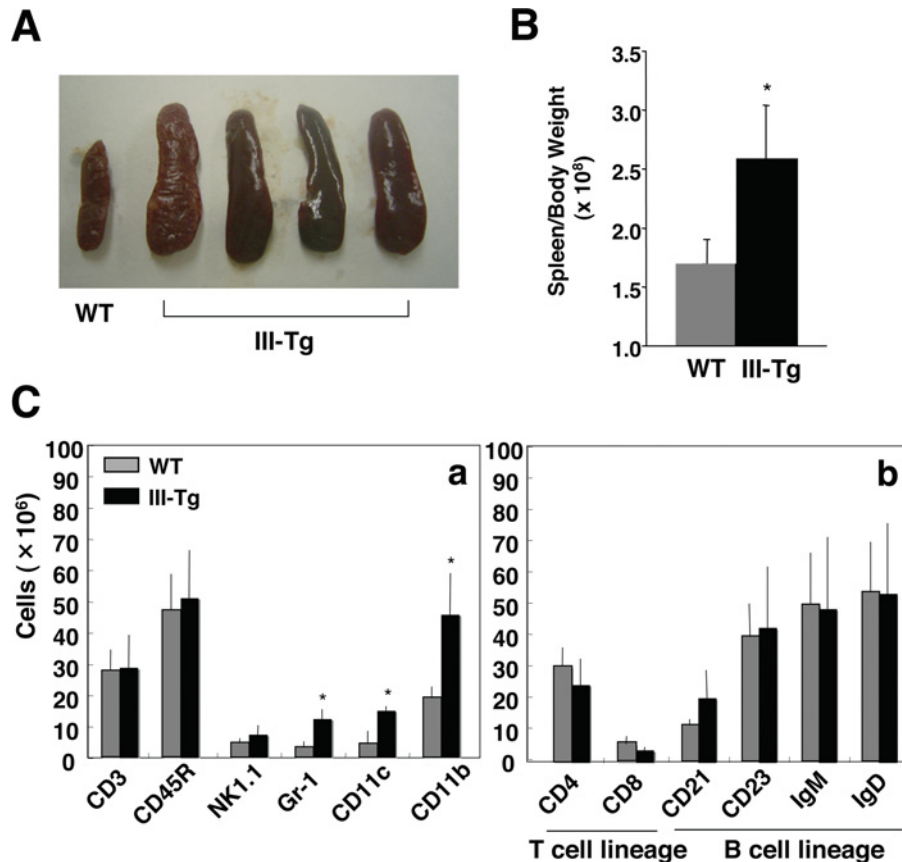 A
WT
III-Tg
B
Spleen/Body Weight
(x 10⁸)
3.5
3.0
2.5
2.0
1.5
1.0
*
WT III-Tg
C
Cells ( × 10⁶)
100
90
80
70
60
50
40
30
20
10
0
WT
III-Tg
a
*
*
*
CD3
CD45R
NK1.1
Gr-1
CD11c
CD11b
100
90
80
70
60
50
40
30
20
10
0
b
CD4
CD8
CD21
CD23
IgM
IgD
T cell lineage
B cell lineage